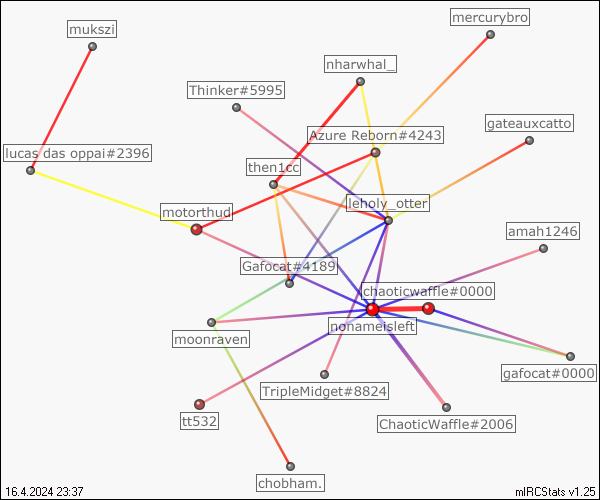 mercurybro
mukszi
nharwhal_
Thinker#5995
gateauxcatto
Azure Reborn#4243
lucas das oppai#2396
then1cc
leholy_otter
motorthud
amah1246
Gafocat#4189
chaoticwaffle#0000
nonameisleft
moonraven
gafocat#0000
TripleMidget#8824
tt532
ChaoticWaffle#2006
chobham.
16.4.2024 23:37
mIRCStats v1.25